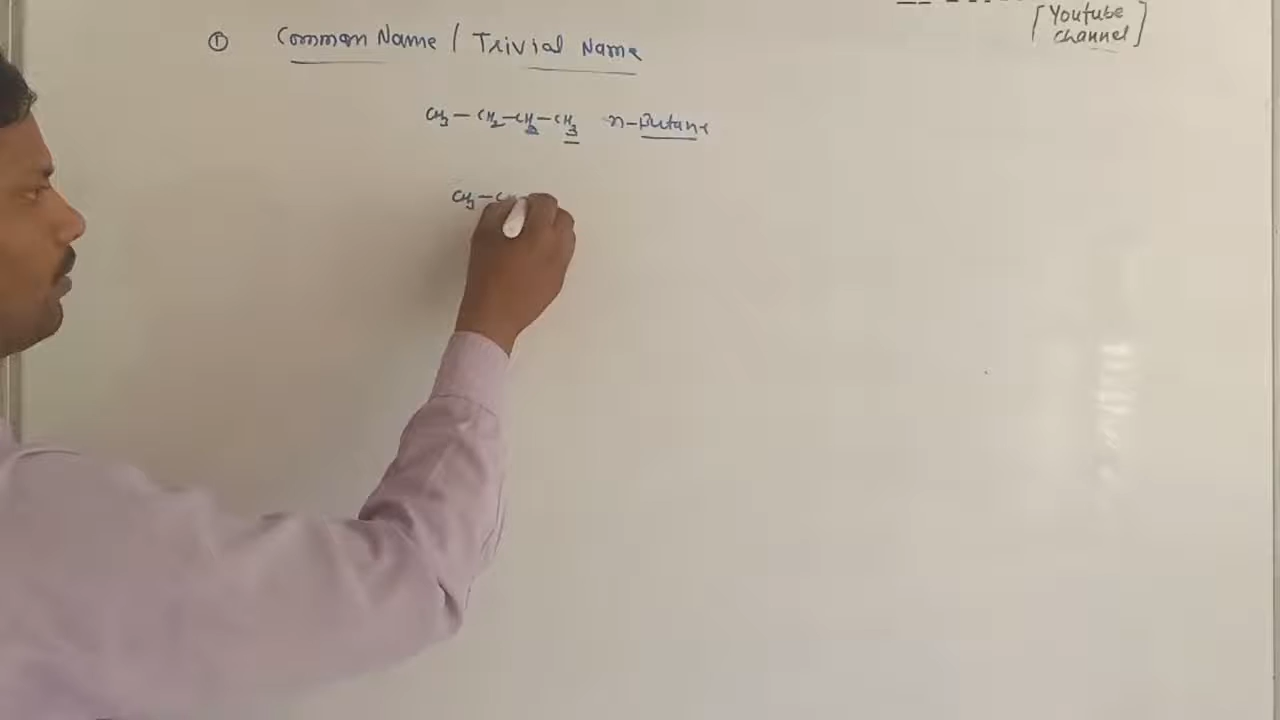 [Youtube
channel]
① Common Name / Trivial Name
CH3 — CH2 — CH2 — CH3 n-Butane
CH3 — C